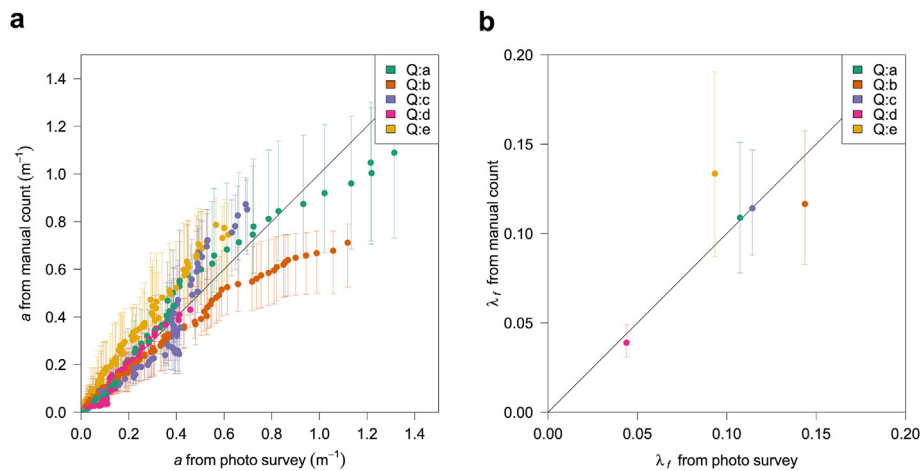 a
b
1.4
1.2
1.0
0.8
0.6
0.4
0.2
0.0
a from manual count (m⁻¹)
0.0 0.2 0.4 0.6 0.8 1.0 1.2 1.4
a from photo survey (m⁻¹)
Q:a
Q:b
Q:c
Q:d
Q:e
0.20
0.15
0.10
0.05
0.00
λf from manual count
0.00 0.05 0.10 0.15 0.20
λf from photo survey
Q:a
Q:b
Q:c
Q:d
Q:e